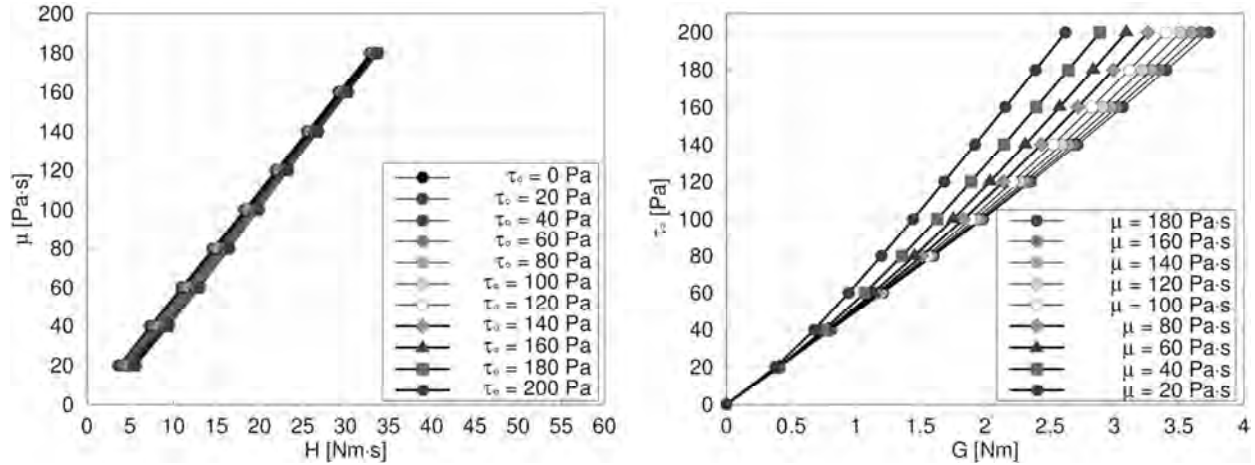 200
180
160
140
120
100
80
60
40
20
0
μ [Pa·s]
0 5 10 15 20 25 30 35 40 45 50 55 60
H [Nm·s]
τ₀ = 0 Pa
τ₀ = 20 Pa
τ₀ = 40 Pa
τ₀ = 60 Pa
τ₀ = 80 Pa
τ₀ = 100 Pa
τ₀ = 120 Pa
τ₀ = 140 Pa
τ₀ = 160 Pa
τ₀ = 180 Pa
τ₀ = 200 Pa
200
180
160
140
120
100
80
60
40
20
0
τ₀ [Pa]
0 0.5 1 1.5 2 2.5 3 3.5 4
G [Nm]
μ = 180 Pa·s
μ = 160 Pa·s
μ = 140 Pa·s
μ = 120 Pa·s
μ = 100 Pa·s
μ = 80 Pa·s
μ = 60 Pa·s
μ = 40 Pa·s
μ = 20 Pa·s